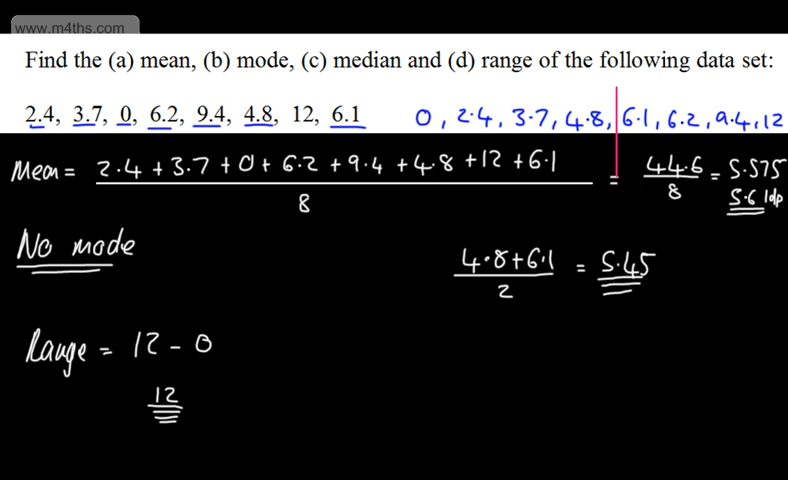 www.m4ths.com
Find the (a) mean, (b) mode, (c) median and (d) range of the following data set:
2.4, 3.7, 0, 6.2, 9.4, 4.8, 12, 6.1 0, 2.4, 3.7, 4.8, 6.1, 6.2, 9.4, 12
Mean = 2.4 + 3.7 + 0 + 6.2 + 9.4 + 4.8 + 12 + 6.1 = 44.6 = 5.575
8 8 5.6 1dp
No mode 4.8 + 6.1 = 5.45
2
Range = 12 - 0
12